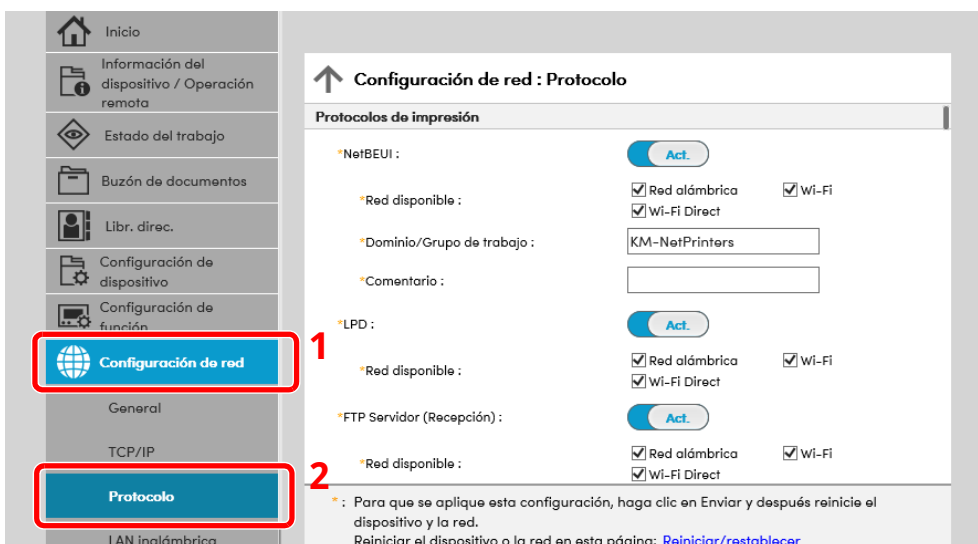 Inicio
Información del
dispositivo / Operación
remota
Estado del trabajo
Buzón de documentos
Libr. direc.
Configuración de
dispositivo
Configuración de
función
Configuración de red
1
General
TCP/IP
Protocolo
2
LAN inalámbrica
Configuración de red : Protocolo
Protocolos de impresión
*NetBEUI :
Act.
*Red disponible :
Red alámbrica
Wi-Fi
Wi-Fi Direct
*Dominio/Grupo de trabajo :
KM-NetPrinters
*Comentario :
*LPD :
Act.
*Red disponible :
Red alámbrica
Wi-Fi
Wi-Fi Direct
*FTP Servidor (Recepción) :
Act.
*Red disponible :
Red alámbrica
Wi-Fi
Wi-Fi Direct
* : Para que se aplique esta configuración, haga clic en Enviar y después reinicie el
dispositivo y la red.
Reiniciar el dispositivo o la red en esta página: Reiniciar/restablecer